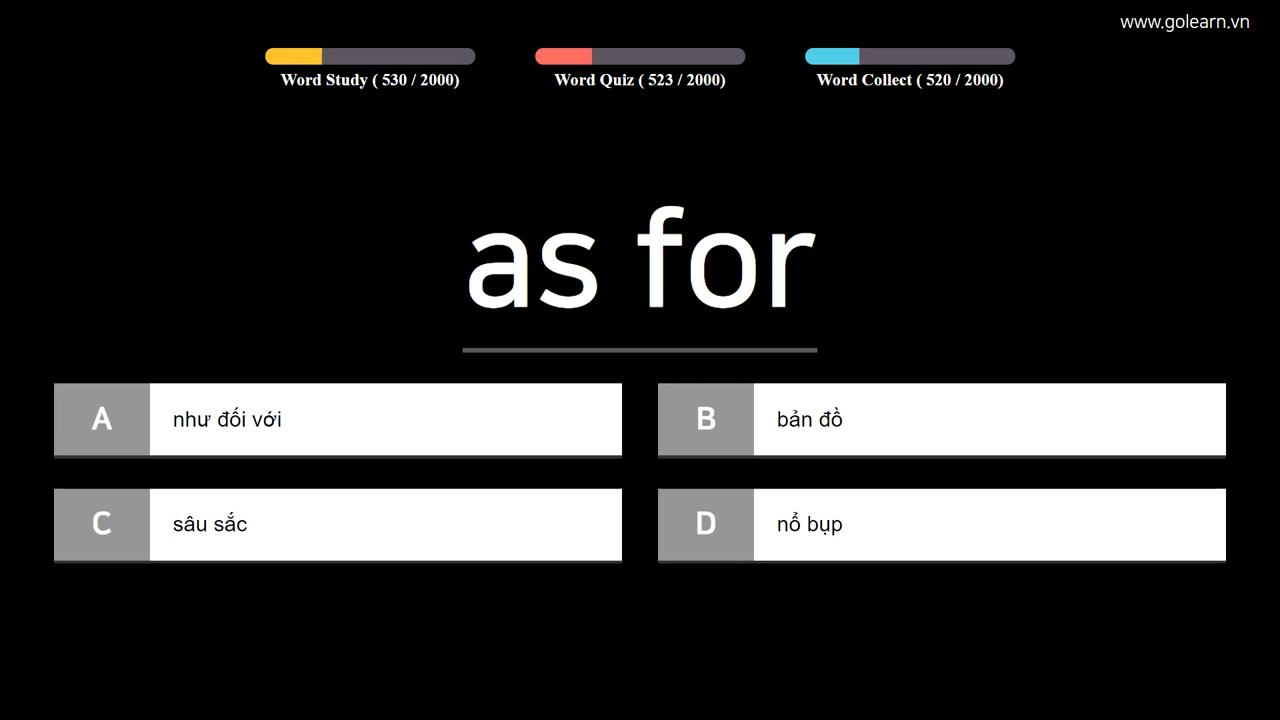 www.golearn.vn
Word Study ( 530 / 2000)
Word Quiz ( 523 / 2000)
Word Collect ( 520 / 2000)
as for
A như đối với
B bản đồ
C sâu sắc
D nổ bụp